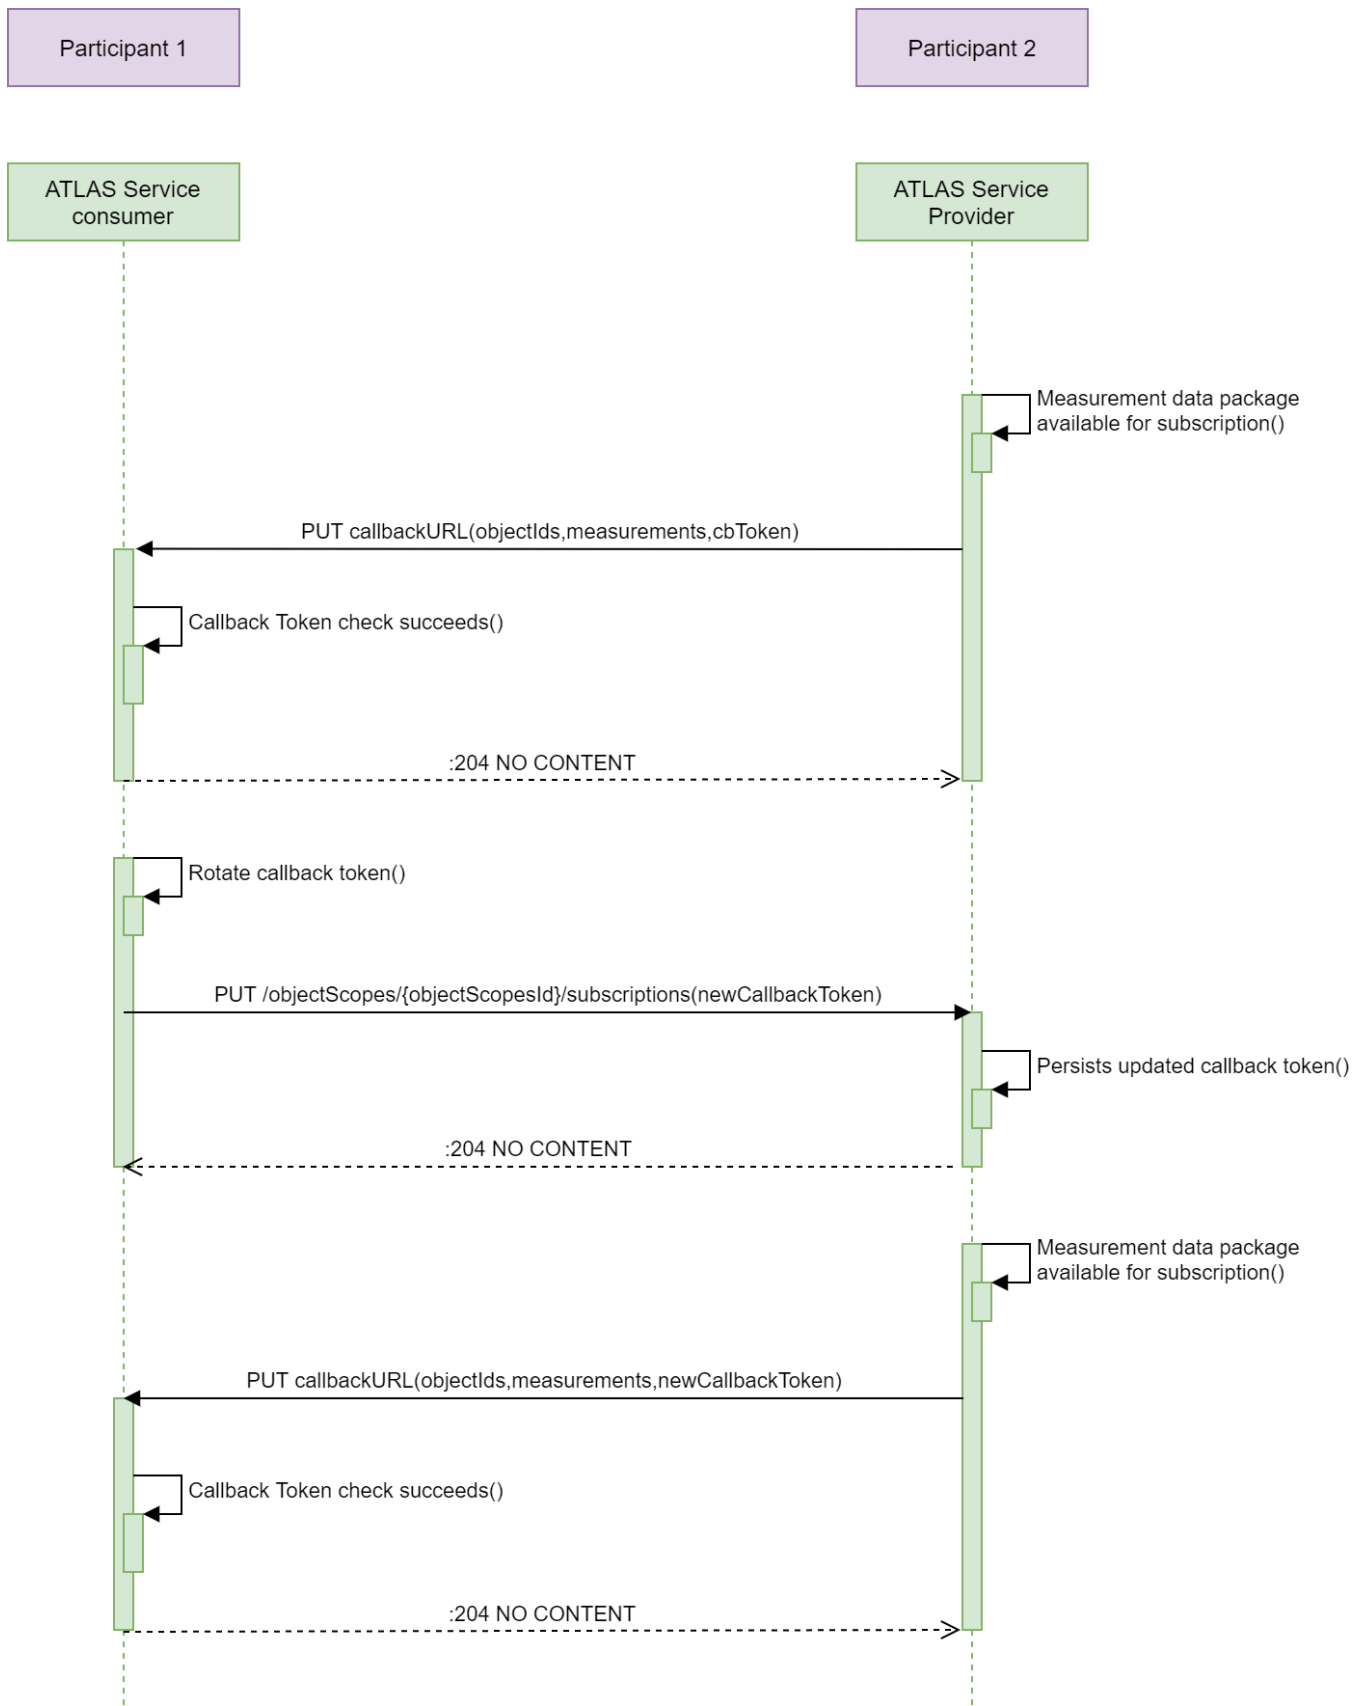 Participant 1
Participant 2
ATLAS Service
consumer
ATLAS Service
Provider
Measurement data package
available for subscription()
PUT callbackURL(objectIds,measurements,cbToken)
Callback Token check succeeds()
:204 NO CONTENT
Rotate callback token()
PUT /objectScopes/{objectScopesId}/subscriptions(newCallbackToken)
Persists updated callback token()
:204 NO CONTENT
Measurement data package
available for subscription()
PUT callbackURL(objectIds,measurements,newCallbackToken)
Callback Token check succeeds()
:204 NO CONTENT